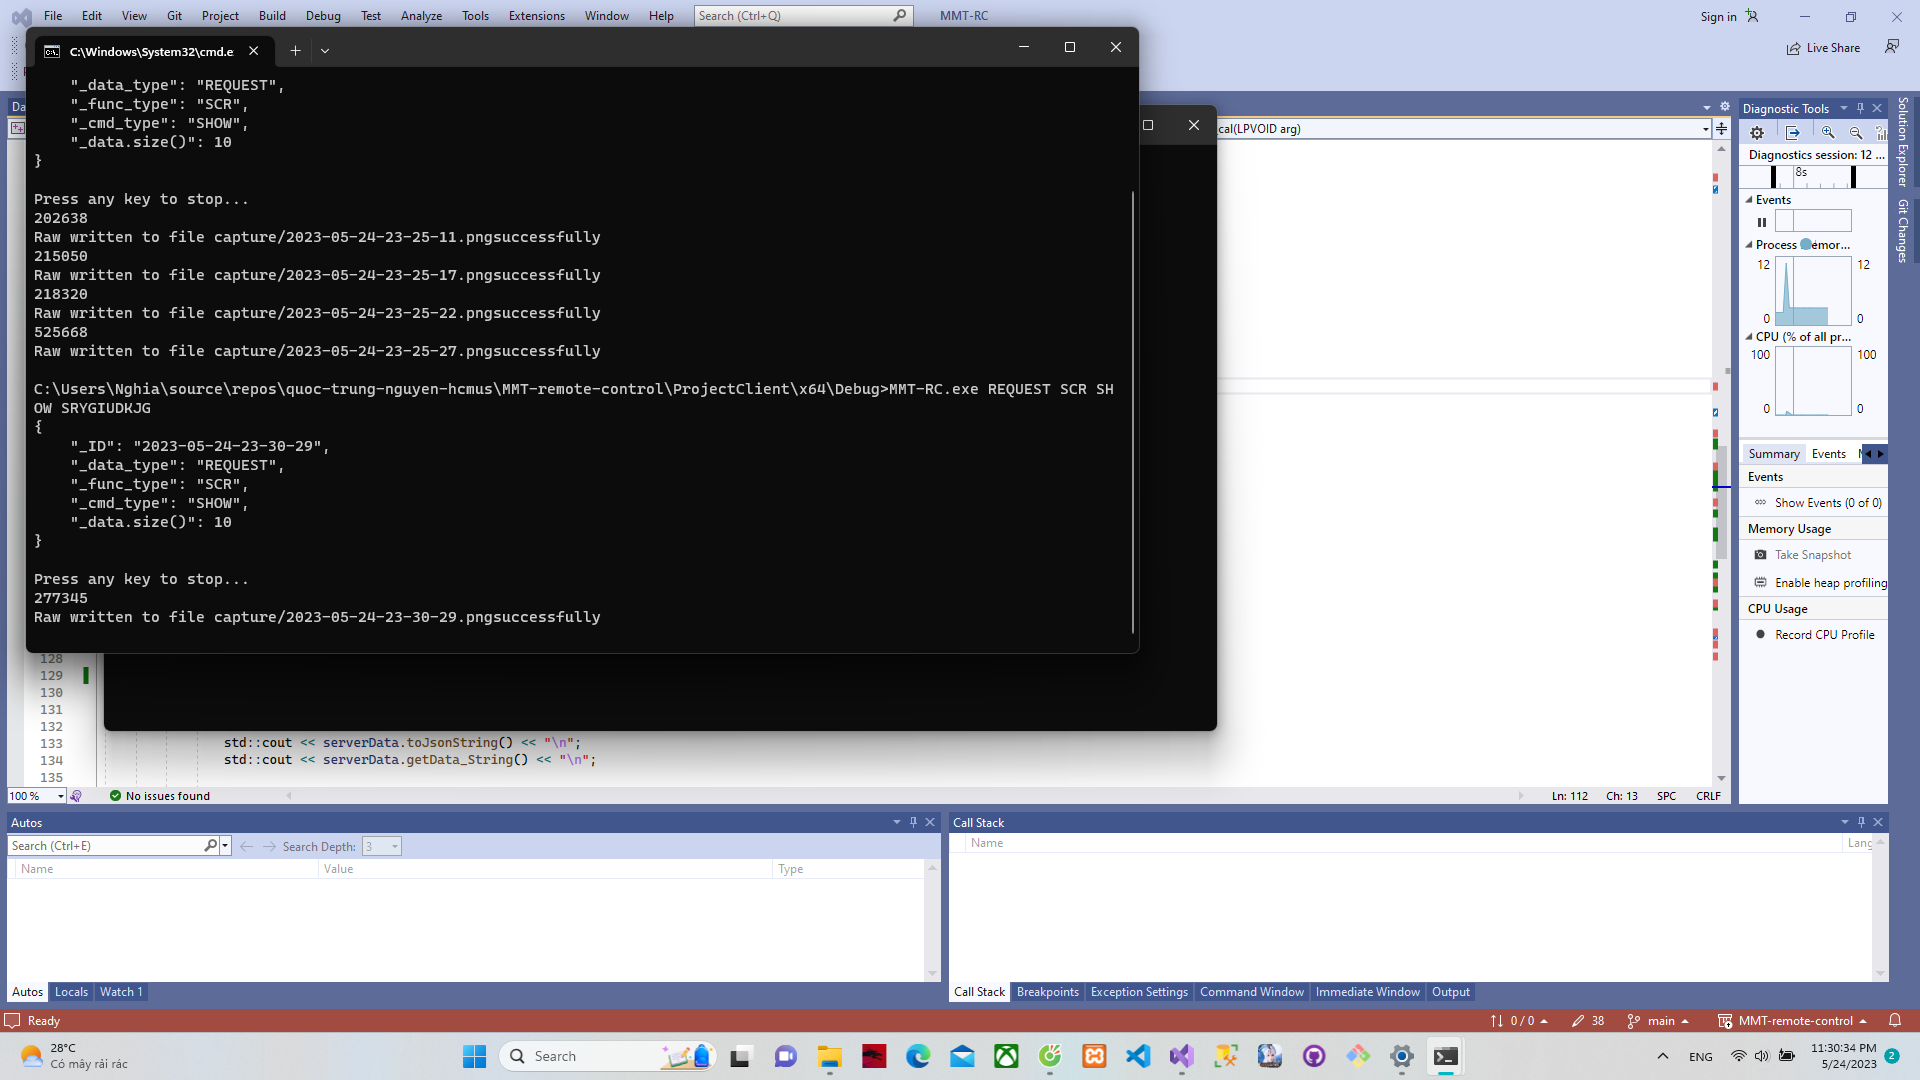 File Edit View Git Project Build Debug Test Analyze Tools Extensions Window Help Search (Ctrl+Q) MMT-RC Sign in
Live Share
C:\Windows\System32\cmd.e
"_data_type": "REQUEST",
"_func_type": "SCR",
"_cmd_type": "SHOW",
"_data.size()": 10
}
Press any key to stop...
202638
Raw written to file capture/2023-05-24-23-25-11.pngsuccessfully
215050
Raw written to file capture/2023-05-24-23-25-17.pngsuccessfully
218320
Raw written to file capture/2023-05-24-23-25-22.pngsuccessfully
525668
Raw written to file capture/2023-05-24-23-25-27.pngsuccessfully
C:\Users\Nghia\source\repos\quoc-trung-nguyen-hcmus\MMT-remote-control\ProjectClient\x64\Debug>MMT-RC.exe REQUEST SCR SH
OW SRYGIUDKJG
{
"_ID": "2023-05-24-23-30-29",
"_data_type": "REQUEST",
"_func_type": "SCR",
"_cmd_type": "SHOW",
"_data.size()": 10
}
Press any key to stop...
277345
Raw written to file capture/2023-05-24-23-30-29.pngsuccessfully
Da
cal(LPVOID arg)
128
129
130
131
132
133 std::cout << serverData.toJsonString() << "\n";
134 std::cout << serverData.getData_String() << "\n";
135
100 % No issues found Ln: 112 Ch: 13 SPC CRLF
Diagnostic Tools
Diagnostics session: 12 ...
8s
Events
Process emor...
12 12
0 0
CPU (% of all pr...
100 100
0 0
Summary Events
Events
Show Events (0 of 0)
Memory Usage
Take Snapshot
Enable heap profiling
CPU Usage
Record CPU Profile
Solution Explorer
Git Changes
Autos
Search (Ctrl+E) Search Depth: 3
Name Value Type
Autos Locals Watch 1
Call Stack
Name Lang
Call Stack Breakpoints Exception Settings Command Window Immediate Window Output
Ready 0 / 0 38 main MMT-remote-control
28°C
Có mây rải rác
Search
ENG
11:30:34 PM
5/24/2023
2